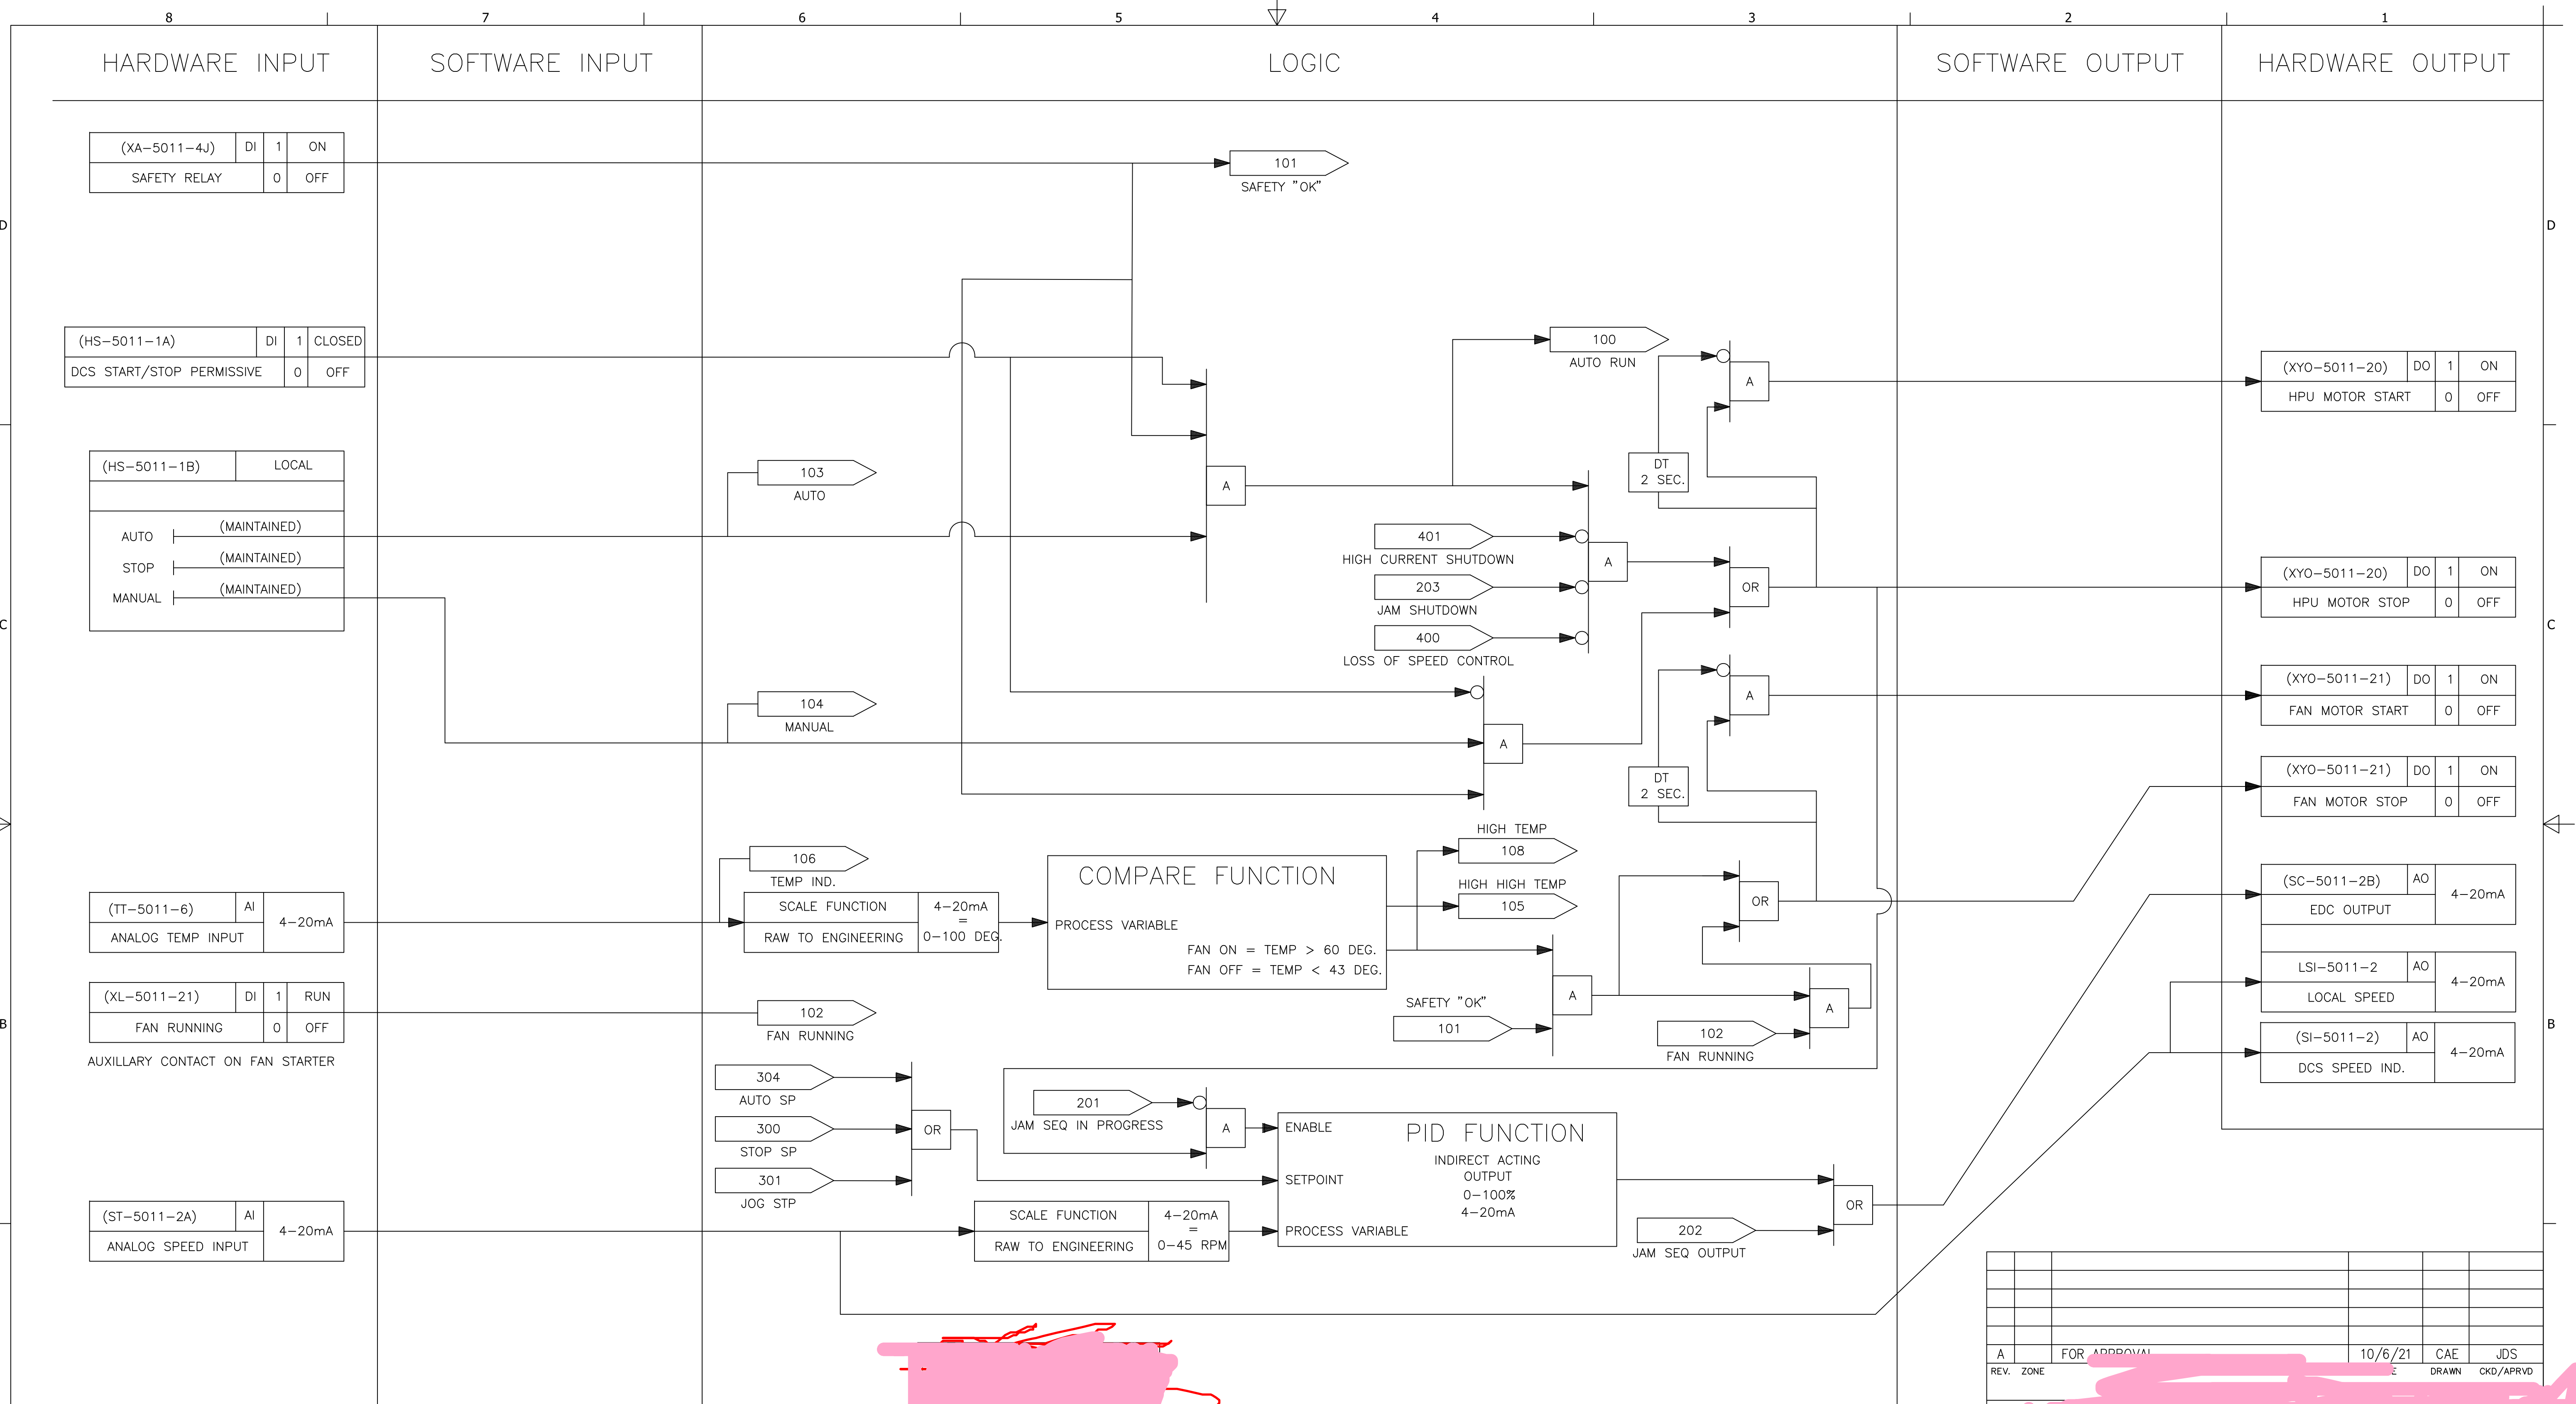 8 7 6 5 4 3 2 1
HARDWARE INPUT
SOFTWARE INPUT
LOGIC
SOFTWARE OUTPUT
HARDWARE OUTPUT
D
D
C
C
B
B
(XA-5011-4J) DI 1 ON
SAFETY RELAY 0 OFF
(HS-5011-1A) DI 1 CLOSED
DCS START/STOP PERMISSIVE 0 OFF
(HS-5011-1B) LOCAL
AUTO (MAINTAINED)
STOP (MAINTAINED)
MANUAL (MAINTAINED)
(TT-5011-6) AI 4-20mA
ANALOG TEMP INPUT
(XL-5011-21) DI 1 RUN
FAN RUNNING 0 OFF
AUXILLARY CONTACT ON FAN STARTER
(ST-5011-2A) AI 4-20mA
ANALOG SPEED INPUT
101
SAFETY "OK"
103
AUTO
104
MANUAL
106
TEMP IND.
SCALE FUNCTION 4-20mA
=
RAW TO ENGINEERING 0-100 DEG.
102
FAN RUNNING
304
AUTO SP
300
STOP SP
301
JOG STP
OR
A
100
AUTO RUN
401
HIGH CURRENT SHUTDOWN
203
JAM SHUTDOWN
400
LOSS OF SPEED CONTROL
A
A
A
DT
2 SEC.
OR
A
DT
2 SEC.
COMPARE FUNCTION
PROCESS VARIABLE
FAN ON = TEMP > 60 DEG.
FAN OFF = TEMP < 43 DEG.
HIGH TEMP
108
HIGH HIGH TEMP
105
SAFETY "OK"
101
A
OR
A
102
FAN RUNNING
201
JAM SEQ IN PROGRESS
A
ENABLE
SETPOINT
PROCESS VARIABLE
PID FUNCTION
INDIRECT ACTING
OUTPUT
0-100%
4-20mA
SCALE FUNCTION 4-20mA
=
RAW TO ENGINEERING 0-45 RPM
202
JAM SEQ OUTPUT
OR
(XYO-5011-20) DO 1 ON
HPU MOTOR START 0 OFF
(XYO-5011-20) DO 1 ON
HPU MOTOR STOP 0 OFF
(XYO-5011-21) DO 1 ON
FAN MOTOR START 0 OFF
(XYO-5011-21) DO 1 ON
FAN MOTOR STOP 0 OFF
(SC-5011-2B) AO 4-20mA
EDC OUTPUT
LSI-5011-2 AO 4-20mA
LOCAL SPEED
(SI-5011-2) AO 4-20mA
DCS SPEED IND.
A FOR APPROVAL 10/6/21 CAE JDS
REV. ZONE DRAWN CKD/APRVD